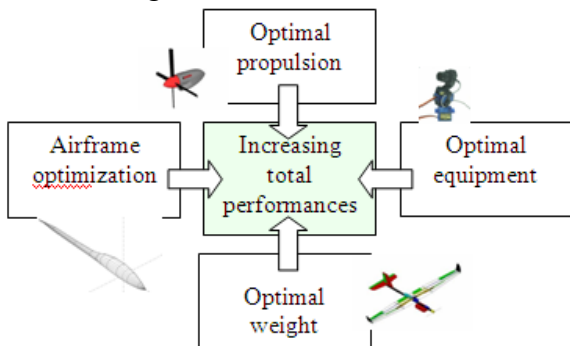 Optimal
propulsion
Airframe
optimization
Increasing
total
performances
Optimal
equipment
Optimal
weight